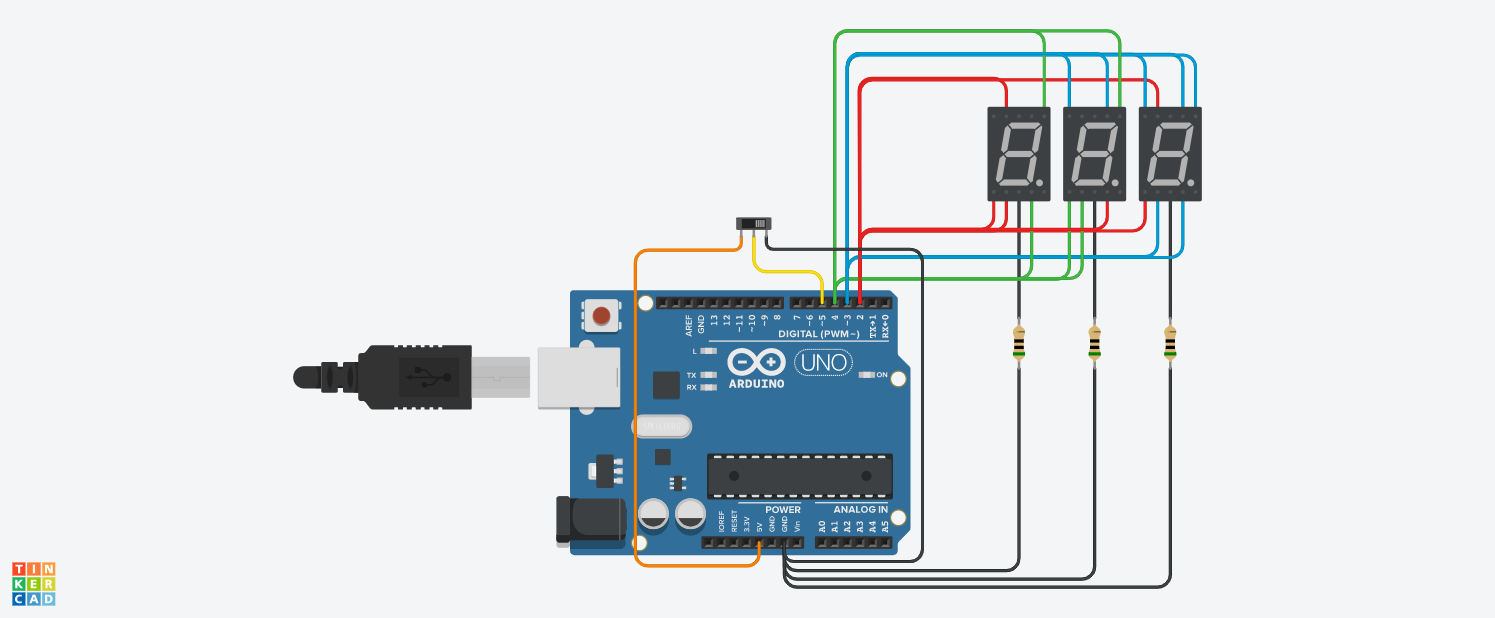 AREF
GND
13
12
~11
~10
~9
8
7
~6
~5
4
~3
2
TX→1
RX←0
DIGITAL (PWM~)
L
TX
RX
ARDUINO
UNO
ON
IOREF
RESET
3.3V
5V
GND
GND
Vin
POWER
ANALOG IN
A0
A1
A2
A3
A4
A5
TIN
KER
CAD